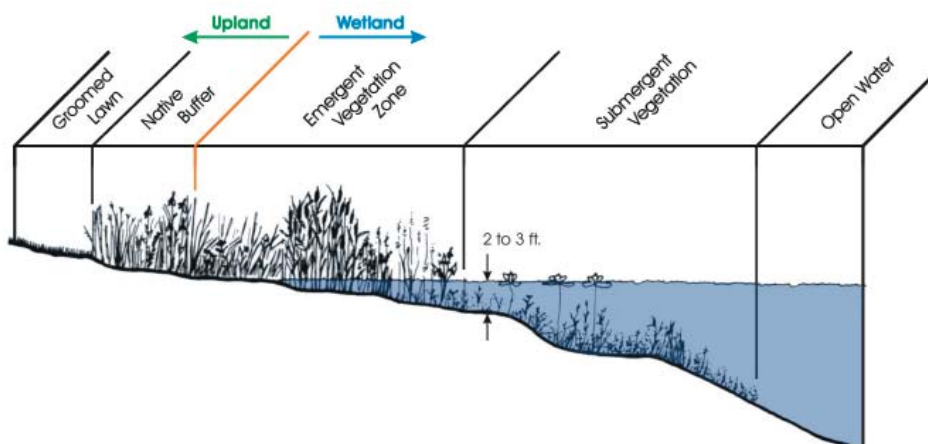 Upland
Wetland
Groomed
Lawn
Native
Buffer
Emergent
Vegetation
Zone
Submergent
Vegetation
Open Water
2 to 3 ft.